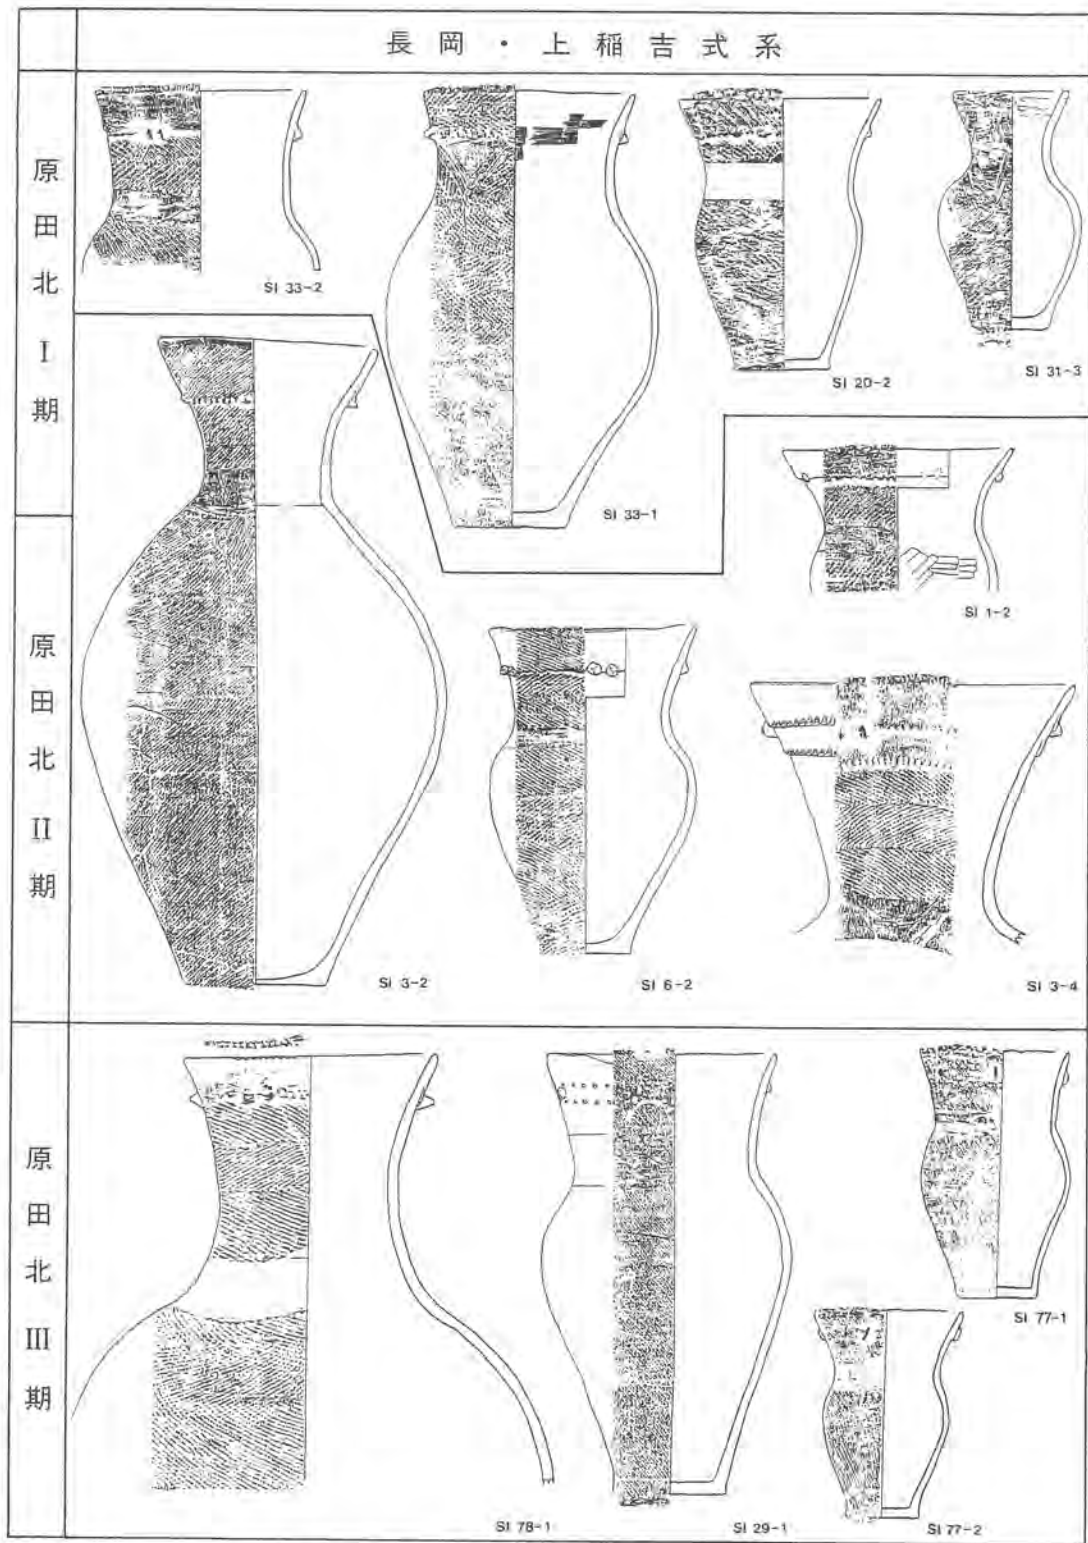 長岡・上稲吉式系
原田北I期
SI 33-2
SI 33-1
SI 20-2
SI 31-3
原田北II期
SI 3-2
SI 6-2
SI 1-2
SI 3-4
原田北III期
SI 78-1
SI 29-1
SI 77-1
SI 77-2